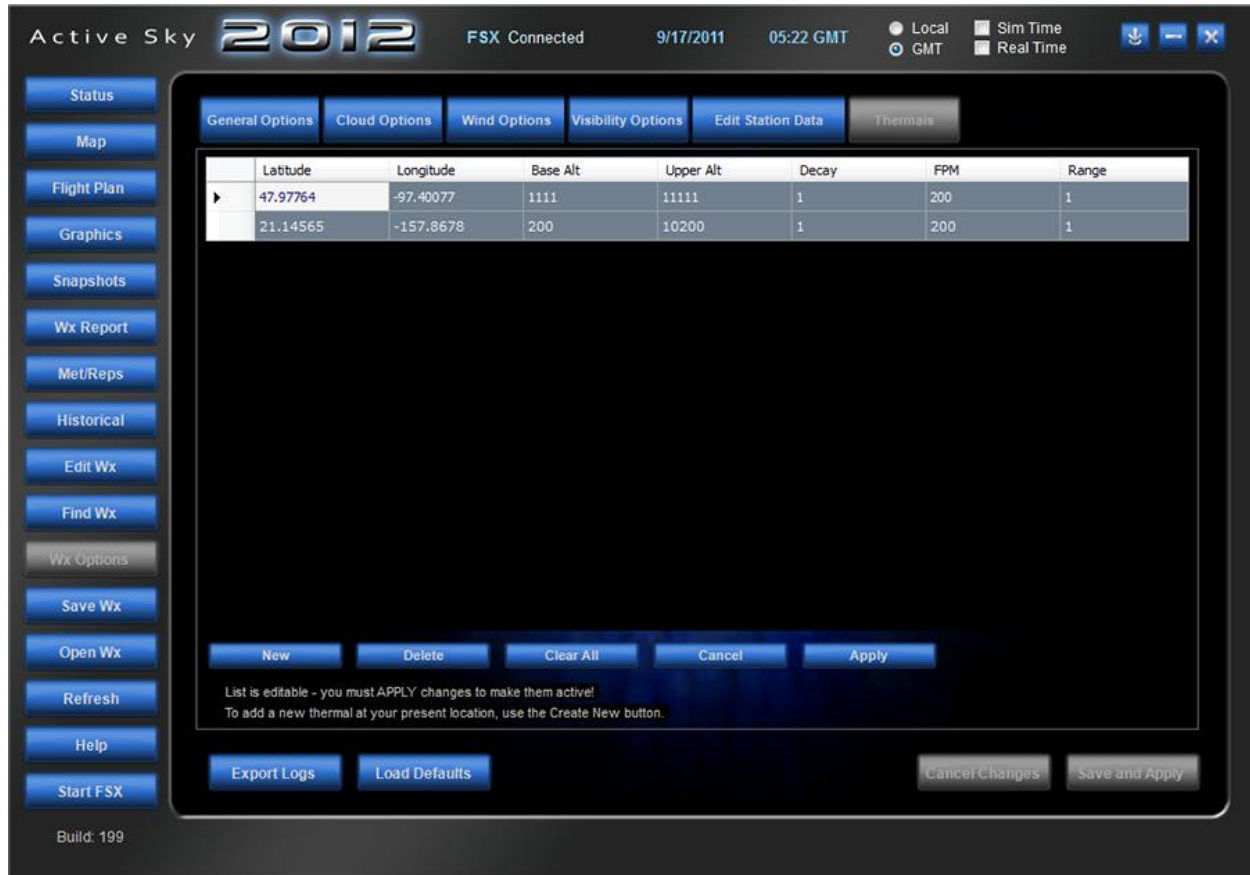 Active Sky 2012 FSX Connected 9/17/2011 05:22 GMT Local Sim Time
GMT Real Time
Status
Map
Flight Plan
Graphics
Snapshots
Wx Report
Met/Reps
Historical
Edit Wx
Find Wx
Wx Options
Save Wx
Open Wx
Refresh
Help
Start FSX
Build: 199
General Options Cloud Options Wind Options Visibility Options Edit Station Data Thermals
Latitude Longitude Base Alt Upper Alt Decay FPM Range
47.97764 -97.40077 1111 11111 1 200 1
21.14565 -157.8678 200 10200 1 200 1
New Delete Clear All Cancel Apply
List is editable - you must APPLY changes to make them active!
To add a new thermal at your present location, use the Create New button.
Export Logs Load Defaults Cancel Changes Save and Apply